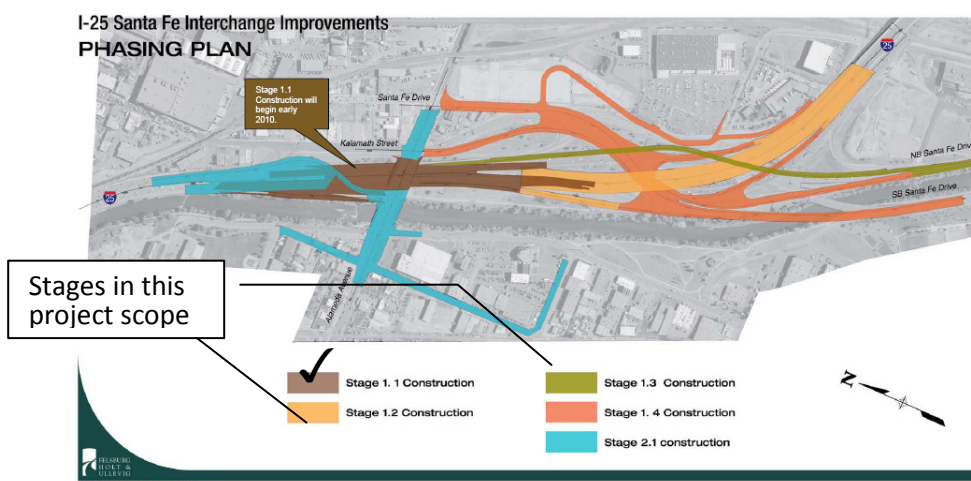 I-25 Santa Fe Interchange Improvements
PHASING PLAN
Stage 1.1
Construction will
begin early
2010.
Santa Fe Drive
Kalamath Street
25
NB Santa Fe Drive
SB Santa Fe Drive
25
Alameda Avenue
Stages in this
project scope
Stage 1. 1 Construction
Stage 1.2 Construction
Stage 1.3 Construction
Stage 1. 4 Construction
Stage 2.1 construction
N
FELSBURG
HOLT &
ULLEVIG